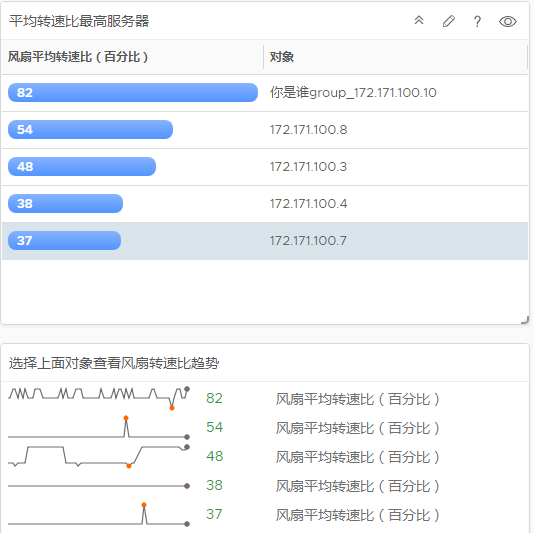 平均转速比最高服务器
风扇平均转速比（百分比） 对象
82 你是谁group_172.171.100.10
54 172.171.100.8
48 172.171.100.3
38 172.171.100.4
37 172.171.100.7
选择上面对象查看风扇转速比趋势
82 风扇平均转速比（百分比）
54 风扇平均转速比（百分比）
48 风扇平均转速比（百分比）
38 风扇平均转速比（百分比）
37 风扇平均转速比（百分比）